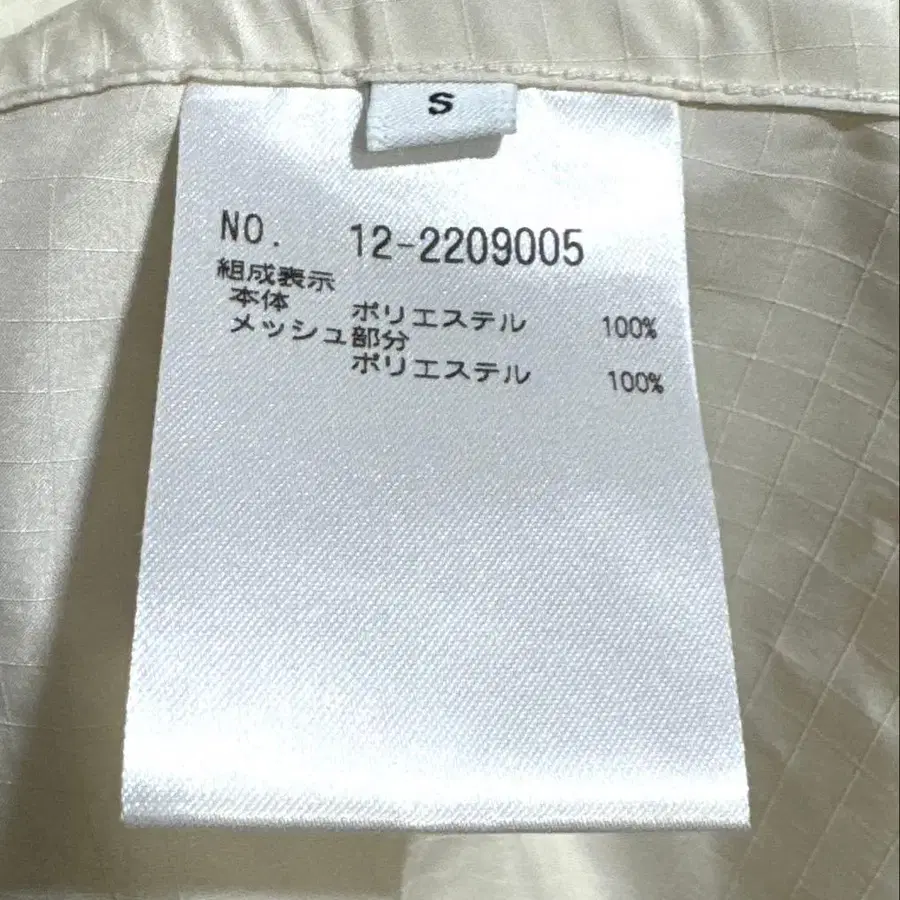 S
NO. 12-2209005
組成表示
本体 ポリエステル 100%
メッシュ部分
ポリエステル 100%